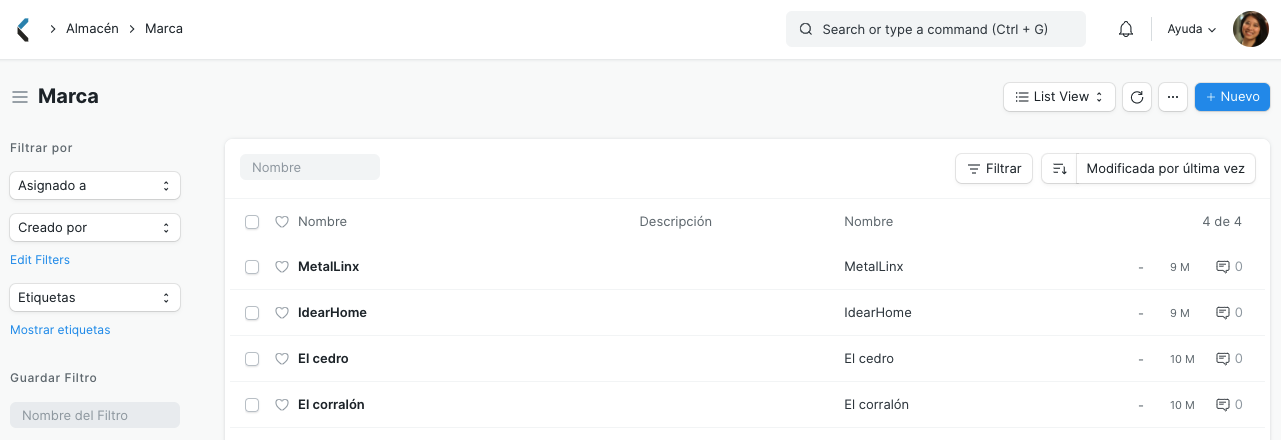 Almacén Marca
Search or type a command (Ctrl + G)
Ayuda
Marca
List View
···
+ Nuevo
Filtrar por
Asignado a
Creado por
Edit Filters
Etiquetas
Mostrar etiquetas
Guardar Filtro
Nombre del Filtro
Nombre
Filtrar
Modificada por última vez
Nombre Descripción Nombre 4 de 4
MetalLinx MetalLinx - 9 M 0
IdearHome IdearHome - 9 M 0
El cedro El cedro - 10 M 0
El corralón El corralón - 10 M 0